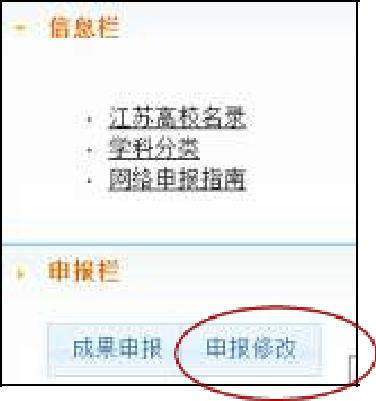 信息栏
江苏高校名录
学科分类
网络申报指南
申报栏
成果申报 申报修改